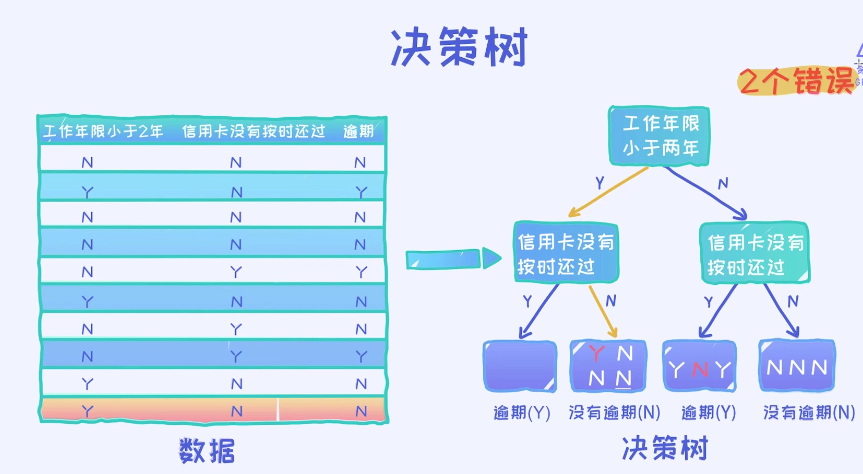 决策树
2个错误
工作年限小于2年 信用卡没有按时还过 逾期
N N N
Y N Y
N N N
N N N
N Y Y
Y N N
N Y N
N Y Y
Y N N
Y N N
数据
工作年限
小于两年
Y N
信用卡没有
按时还过
信用卡没有
按时还过
Y N Y N
Y N
N N
Y N Y
N N N
逾期(Y) 没有逾期(N) 逾期(Y) 没有逾期(N)
决策树